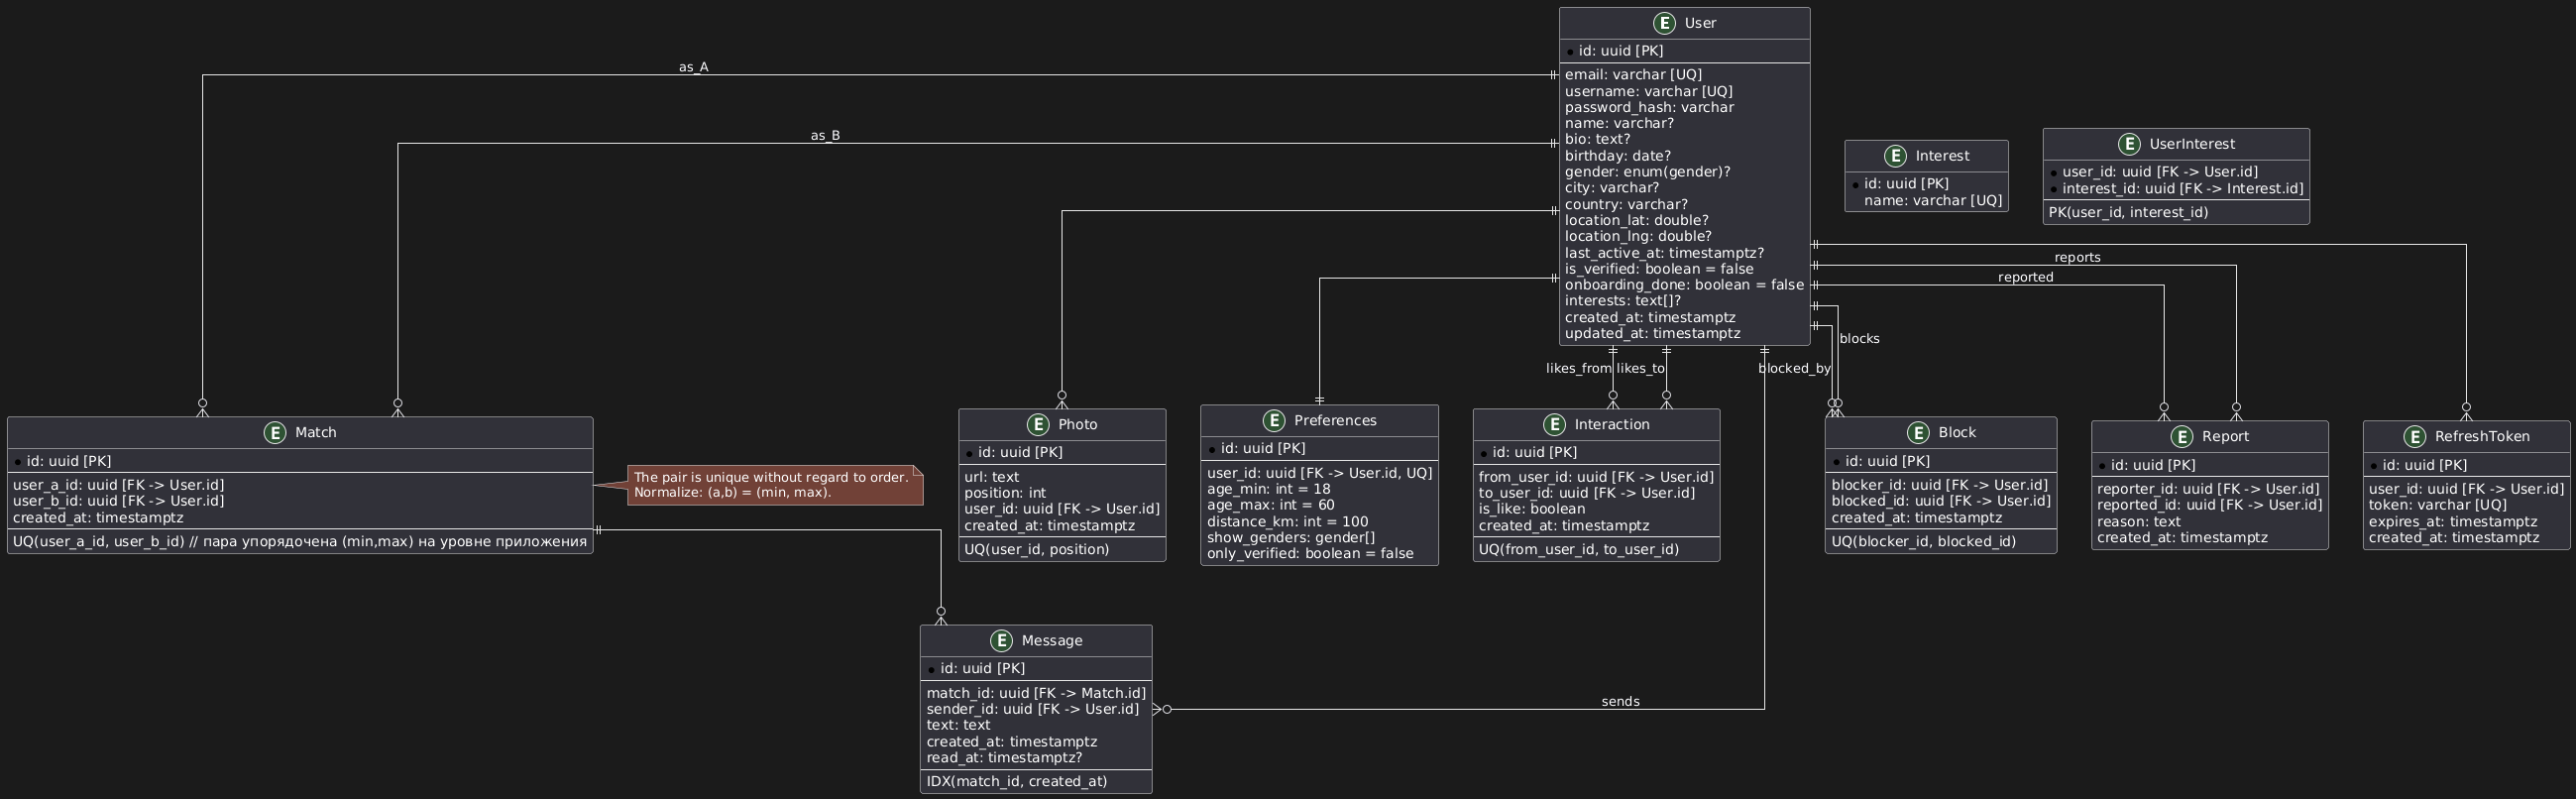 User
id: uuid [PK]
email: varchar [UQ]
username: varchar [UQ]
password_hash: varchar
name: varchar?
bio: text?
birthday: date?
gender: enum(gender)?
city: varchar?
country: varchar?
location_lat: double?
location_lng: double?
last_active_at: timestamptz?
is_verified: boolean = false
onboarding_done: boolean = false
interests: text[]?
created_at: timestamptz
updated_at: timestamptz
Interest
id: uuid [PK]
name: varchar [UQ]
UserInterest
user_id: uuid [FK -> User.id]
interest_id: uuid [FK -> Interest.id]
PK(user_id, interest_id)
as_A
as_B
reports
reported
blocks
likes_from
likes_to
blocked_by
Match
id: uuid [PK]
user_a_id: uuid [FK -> User.id]
user_b_id: uuid [FK -> User.id]
created_at: timestamptz
UQ(user_a_id, user_b_id) // пара упорядочена (min,max) на уровне приложения
The pair is unique without regard to order.
Normalize: (a,b) = (min, max).
Photo
id: uuid [PK]
url: text
position: int
user_id: uuid [FK -> User.id]
created_at: timestamptz
UQ(user_id, position)
Preferences
id: uuid [PK]
user_id: uuid [FK -> User.id, UQ]
age_min: int = 18
age_max: int = 60
distance_km: int = 100
show_genders: gender[]
only_verified: boolean = false
Interaction
id: uuid [PK]
from_user_id: uuid [FK -> User.id]
to_user_id: uuid [FK -> User.id]
is_like: boolean
created_at: timestamptz
UQ(from_user_id, to_user_id)
Block
id: uuid [PK]
blocker_id: uuid [FK -> User.id]
blocked_id: uuid [FK -> User.id]
created_at: timestamptz
UQ(blocker_id, blocked_id)
Report
id: uuid [PK]
reporter_id: uuid [FK -> User.id]
reported_id: uuid [FK -> User.id]
reason: text
created_at: timestamptz
RefreshToken
id: uuid [PK]
user_id: uuid [FK -> User.id]
token: varchar [UQ]
expires_at: timestamptz
created_at: timestamptz
Message
id: uuid [PK]
match_id: uuid [FK -> Match.id]
sender_id: uuid [FK -> User.id]
text: text
created_at: timestamptz
read_at: timestamptz?
IDX(match_id, created_at)
sends